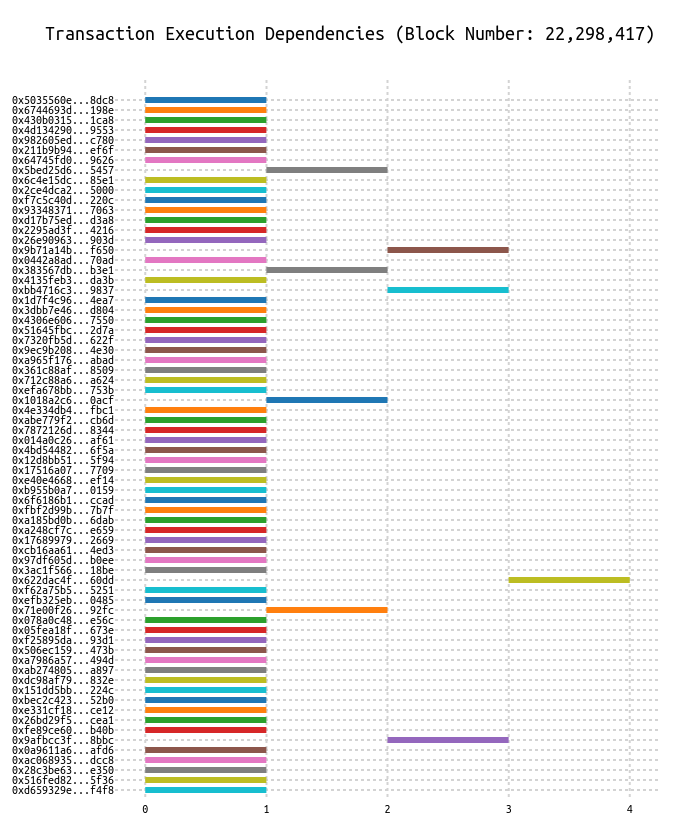 Transaction Execution Dependencies (Block Number: 22,298,417)
0x5035560e...8dc8
0x6744693d...198e
0x430b0315...1ca8
0x4d134290...9553
0x982605ed...c780
0x211b9b94...ef6f
0x64745fd0...9626
0x5bed25d6...5457
0x6c4e15dc...85e1
0x2ce4dca2...5000
0xf7c5c40d...220c
0x93348371...7063
0xd17b75ed...d3a8
0x2295ad3f...4216
0x26e90963...903d
0x9b71a14b...f650
0x0442a8ad...70ad
0x383567db...b3e1
0x4135feb3...da3b
0xbb4716c3...9837
0x1d7f4c96...4ea7
0x3dbb7e46...d804
0x4306e606...7550
0x51645fbc...2d7a
0x7320fb5d...622f
0x9ec9b208...4e30
0xa965f176...abad
0x361c88af...8509
0x712c88a6...a624
0xefa678bb...753b
0x1018a2c6...0acf
0x4e334db4...fbc1
0xabe779f2...cb6d
0x7872126d...8344
0x014a0c26...af61
0x4bd54482...6f5a
0x12d8bb51...5f94
0x17516a07...7709
0xe40e4668...ef14
0xb955b0a7...0159
0x6f6186b1...ccad
0xfbf2d99b...7b7f
0xa185bd0b...6dab
0xa248cf7c...e659
0x17689979...2669
0xcb16aa61...4ed3
0x97df605d...b0ee
0x3ac1f566...18be
0x622dac4f...60dd
0xf62a75b5...5251
0xefb325eb...0485
0x71e00f26...92fc
0x078a0c48...e56c
0x05fea18f...673e
0xf25895da...93d1
0x506ec159...473b
0xa7986a57...494d
0xab274805...a897
0xdc98af79...832e
0x151dd5bb...224c
0xbec2c423...52b0
0xe331cf18...ce12
0x26bd29f5...cea1
0xfe89ce60...b40b
0x9afbcc3f...8bbc
0x0a9611a6...afd6
0xac068935...dcc8
0x28c3be63...e350
0x516fed82...5f36
0xd659329e...f4f8
0 1 2 3 4